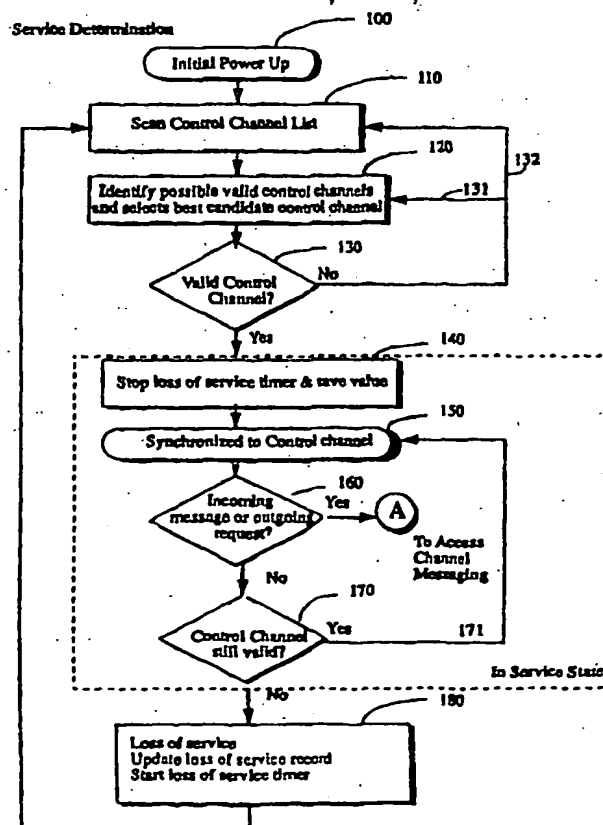 Service Determination
100
Initial Power Up
110
Scan Control Channel List
120
132
Identify possible valid control channels
and selects best candidate control channel
131
130
Valid Control
Channel?
No
Yes
140
Stop loss of service timer & save value
150
Synchronized to Control channel
160
Incoming
message or outgoing
request?
Yes
A
To Access
Channel
Messaging
No
170
Control Channel
still valid?
Yes
171
In Service State
No
180
Loss of service
Update loss of service record
Start loss of service timer